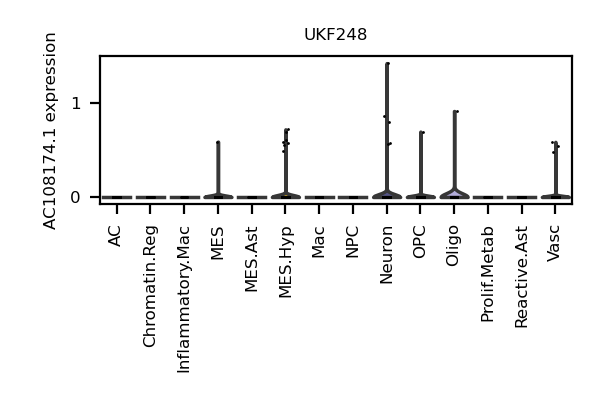 UKF248
AC108174.1 expression
1
0
AC
Chromatin.Reg
Inflammatory.Mac
MES
MES.Ast
MES.Hyp
Mac
NPC
Neuron
OPC
Oligo
Prolif.Metab
Reactive.Ast
Vasc